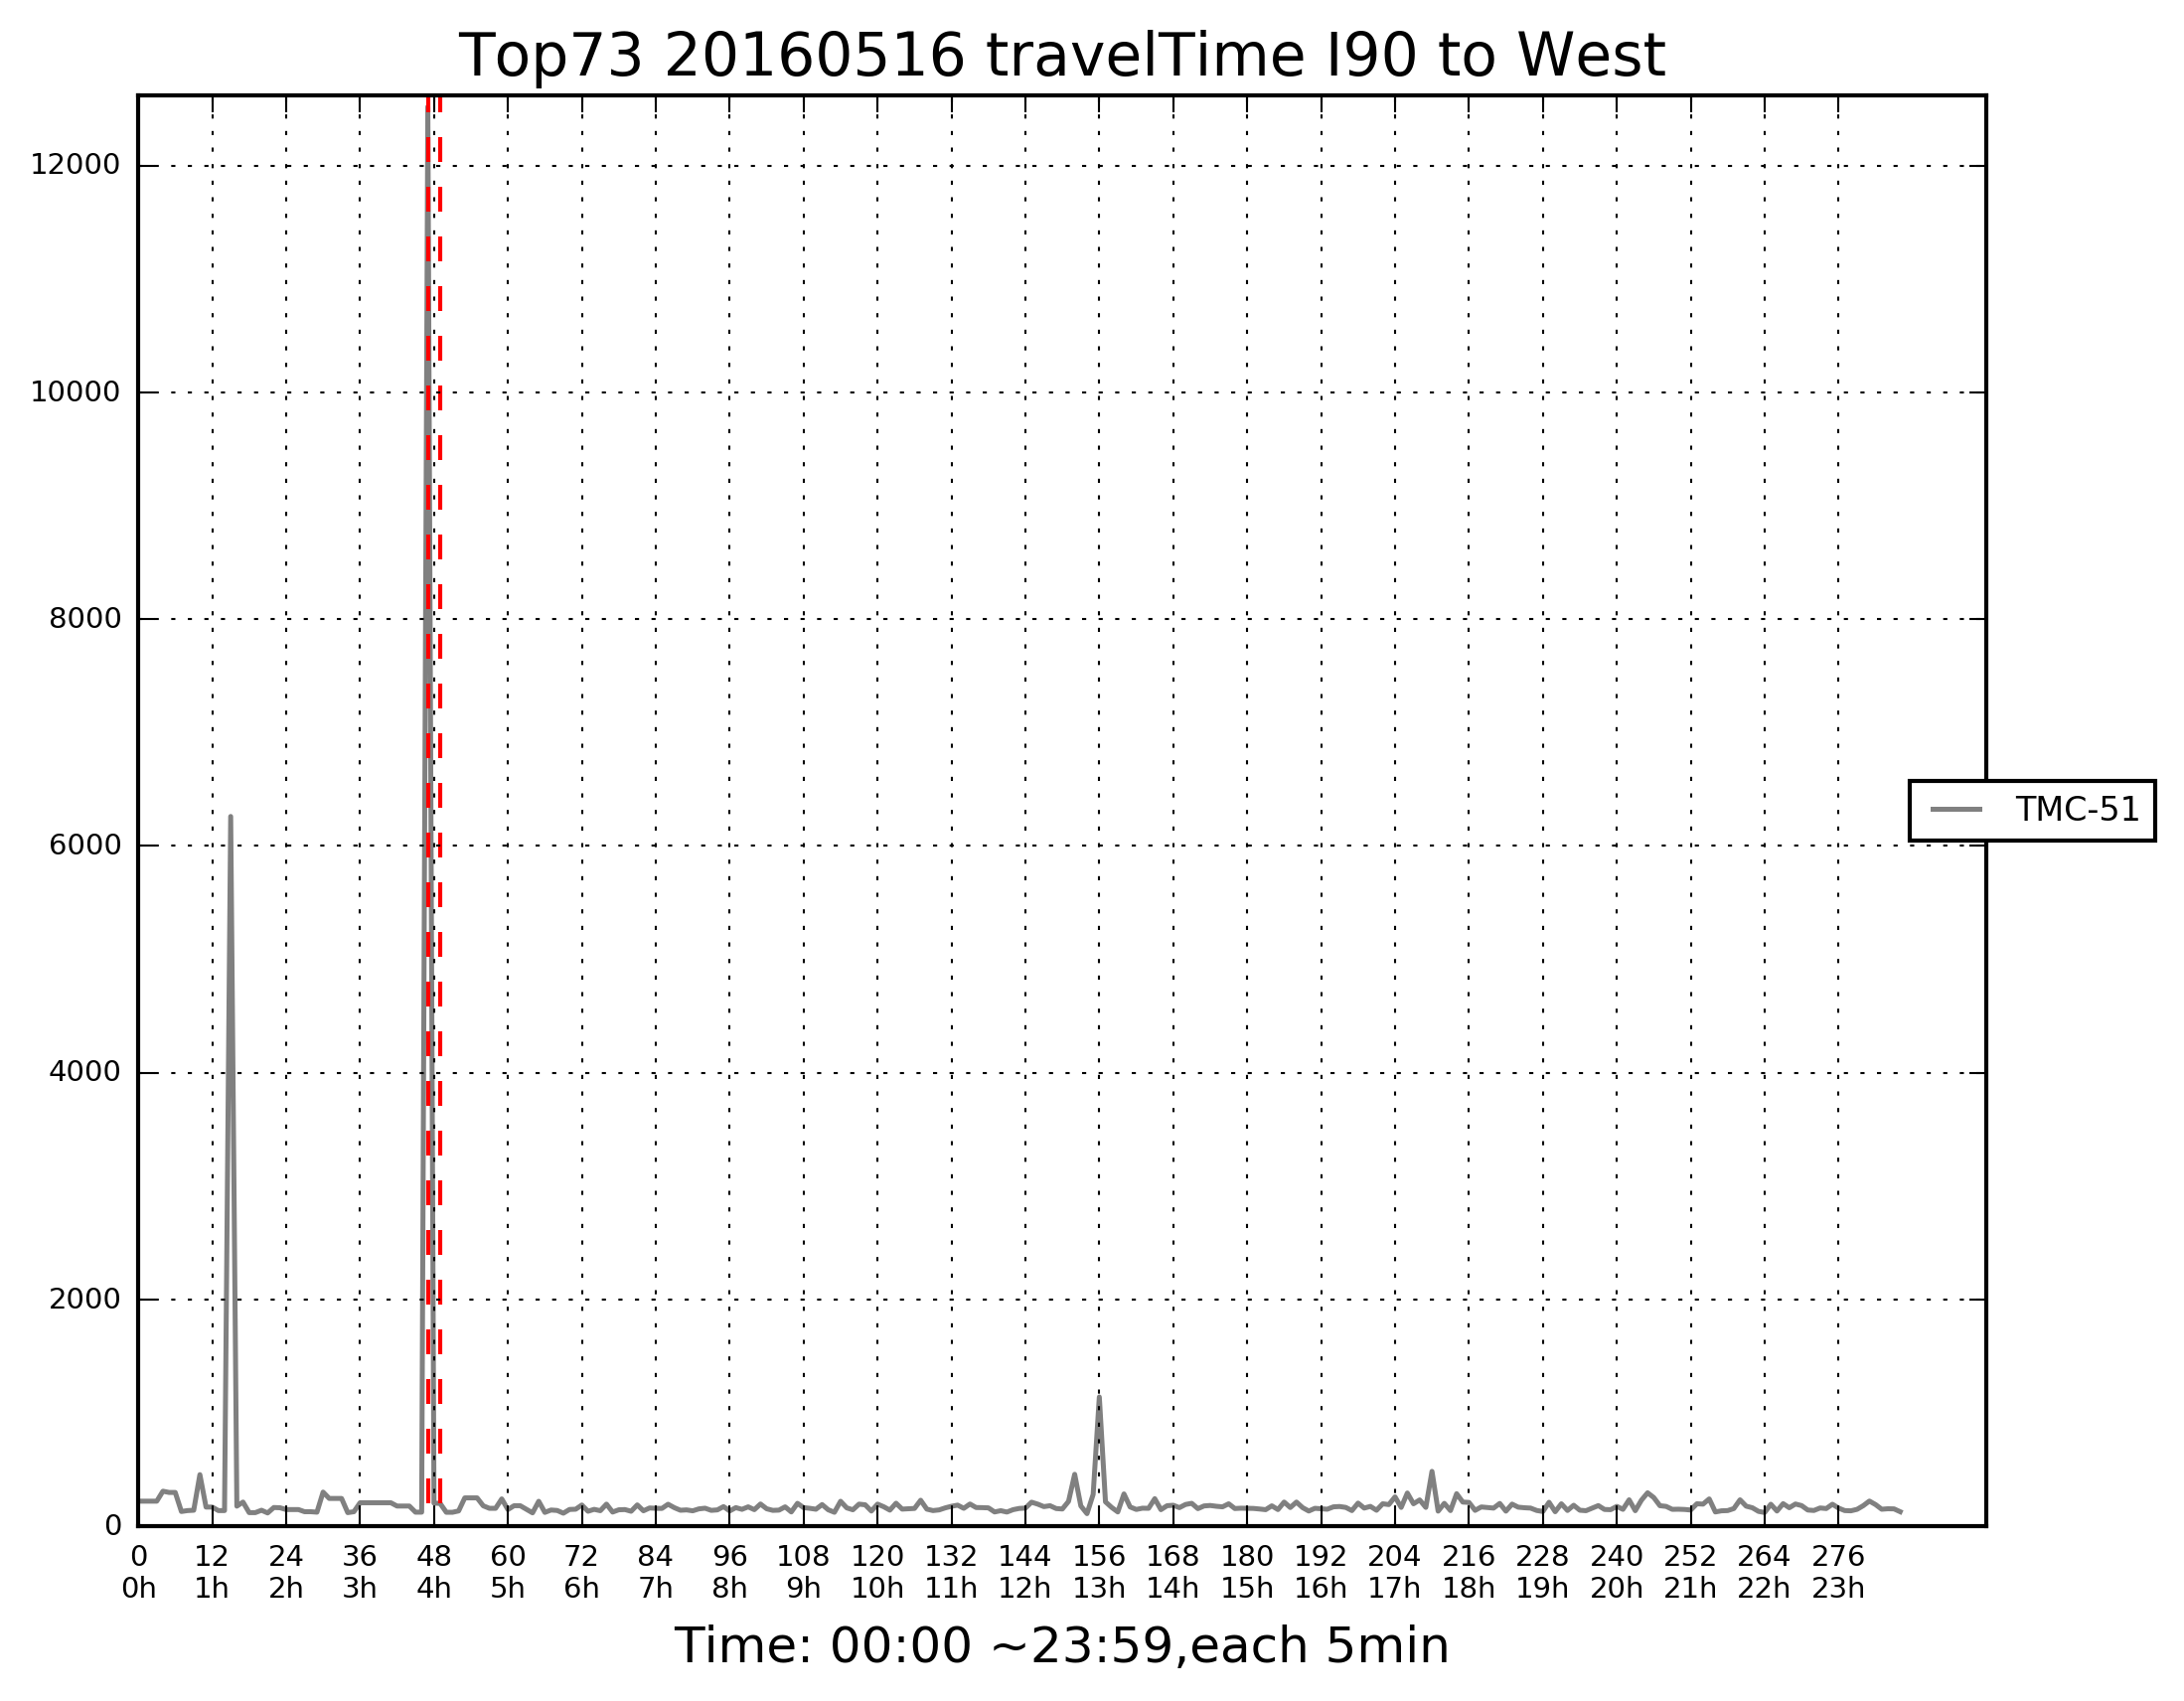 Top73 20160516 travelTime I90 to West
12000
10000
8000
6000
4000
2000
0
TMC-51
0 12 24 36 48 60 72 84 96 108 120 132 144 156 168 180 192 204 216 228 240 252 264 276
0h 1h 2h 3h 4h 5h 6h 7h 8h 9h 10h 11h 12h 13h 14h 15h 16h 17h 18h 19h 20h 21h 22h 23h
Time: 00:00 ~23:59,each 5min